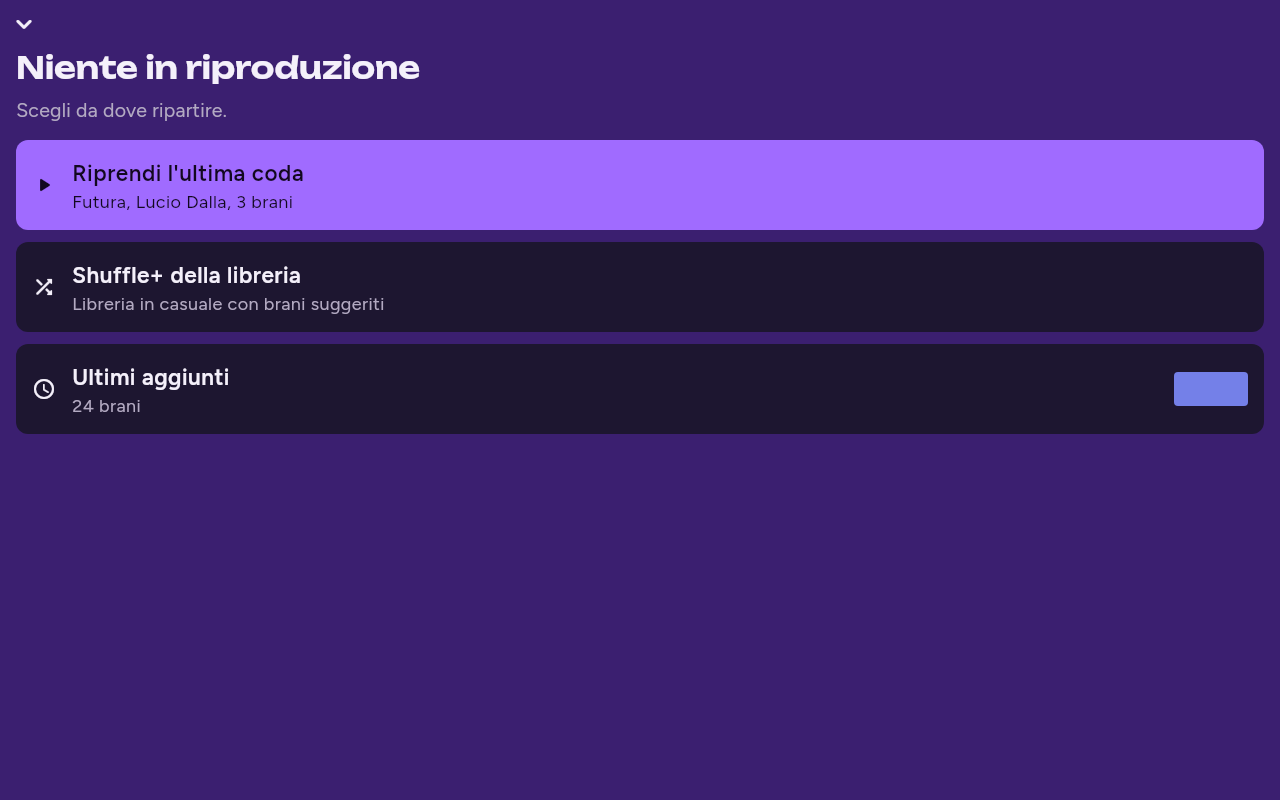 Niente in riproduzione
Scegli da dove ripartire.
Riprendi l'ultima coda
Futura, Lucio Dalla, 3 brani
Shuffle+ della libreria
Libreria in casuale con brani suggeriti
Ultimi aggiunti
24 brani